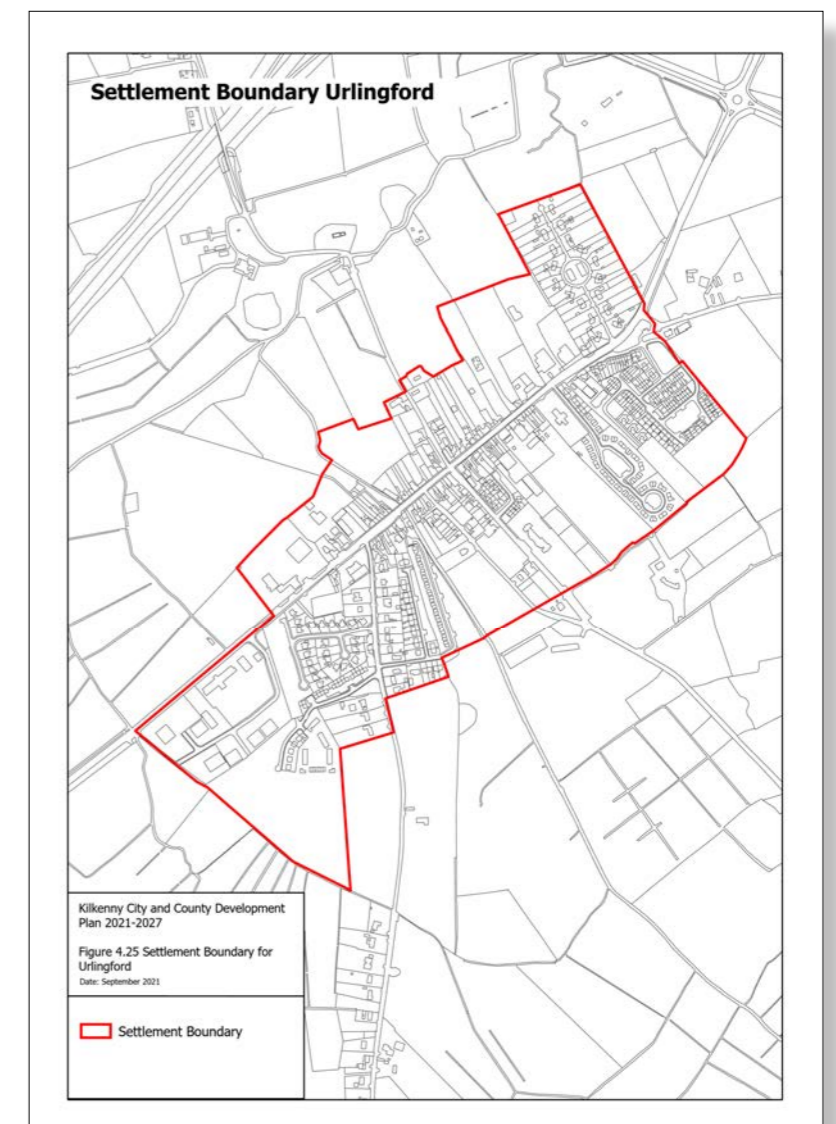 Settlement Boundary Urlingford
Kilkenny City and County Development
Plan 2021-2027
Figure 4.25 Settlement Boundary for
Urlingford
Date: September 2021
Settlement Boundary